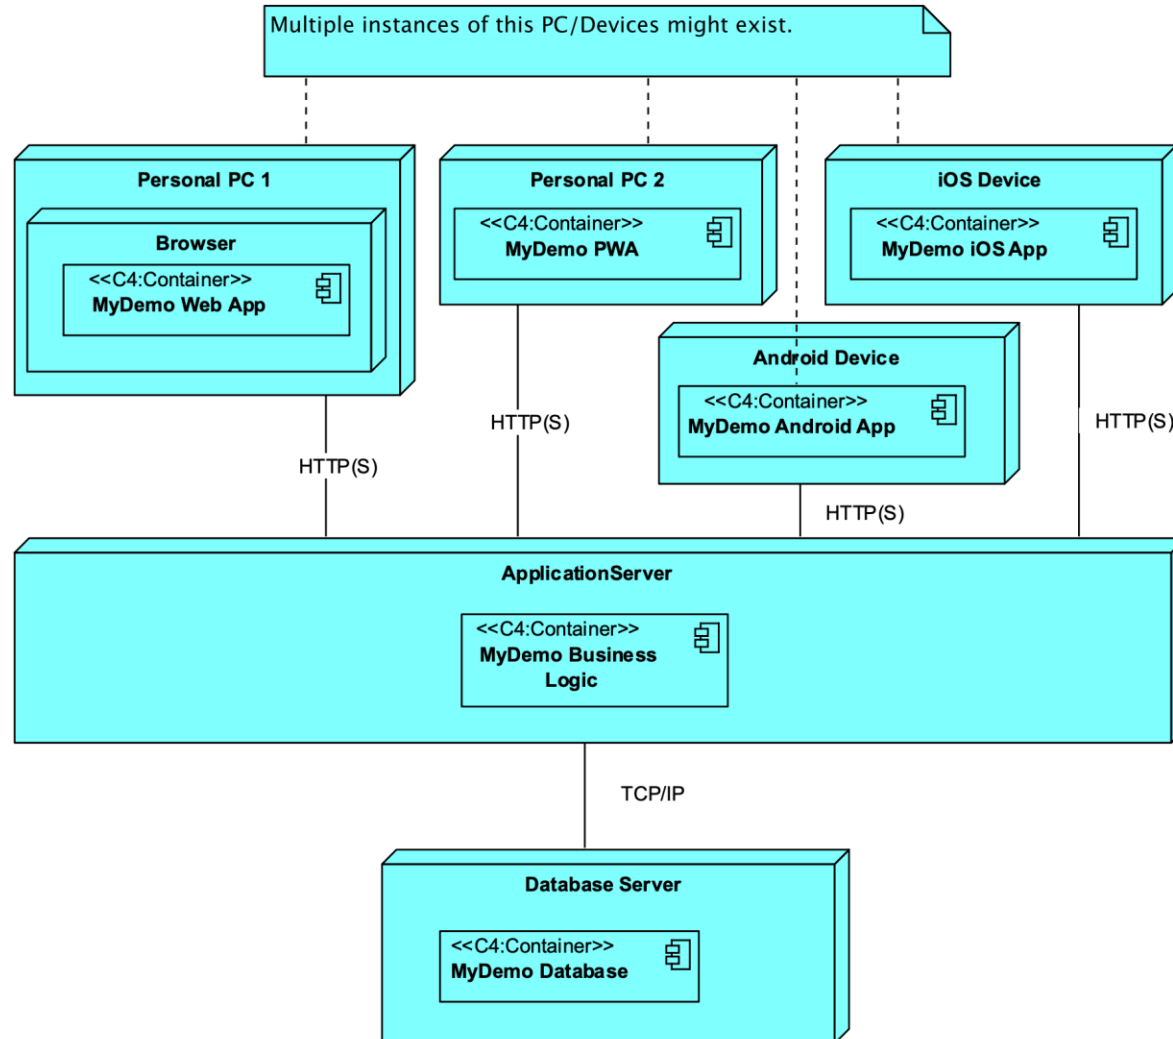 Multiple instances of this PC/Devices might exist.
Personal PC 1
Browser
<<C4:Container>>
MyDemo Web App
Personal PC 2
<<C4:Container>>
MyDemo PWA
iOS Device
<<C4:Container>>
MyDemo iOS App
Android Device
<<C4:Container>>
MyDemo Android App
HTTP(S)
HTTP(S)
HTTP(S)
HTTP(S)
ApplicationServer
<<C4:Container>>
MyDemo Business
Logic
TCP/IP
Database Server
<<C4:Container>>
MyDemo Database